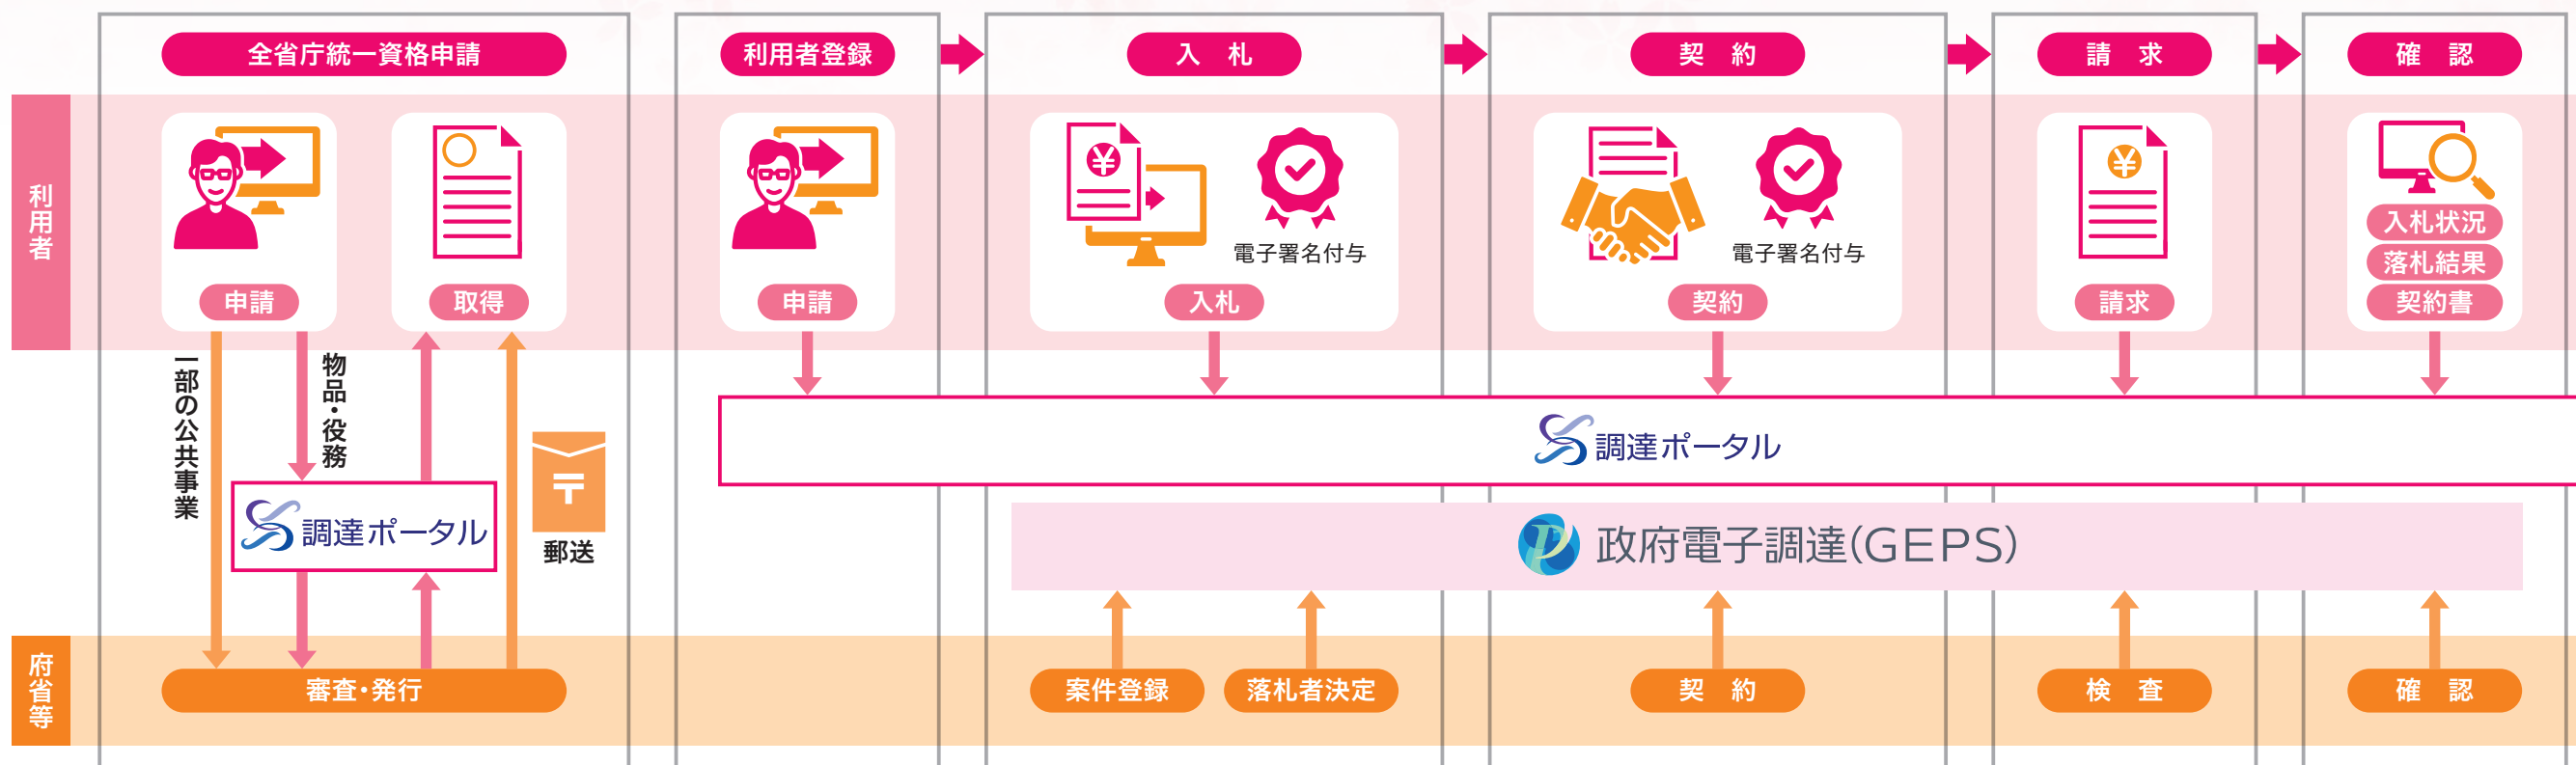 全省庁統一資格申請
利用者登録
入　札
契　約
請　求
確　認
利用者
¥
電子署名付与
電子署名付与
¥
入札状況
落札結果
契約書
申請
取得
申請
入札
契約
請求
一部の公共事業
物品・役務
調達ポータル
〒
郵送
調達ポータル
政府電子調達(GEPS)
府省等
審査・発行
案件登録
落札者決定
契　約
検　査
確　認